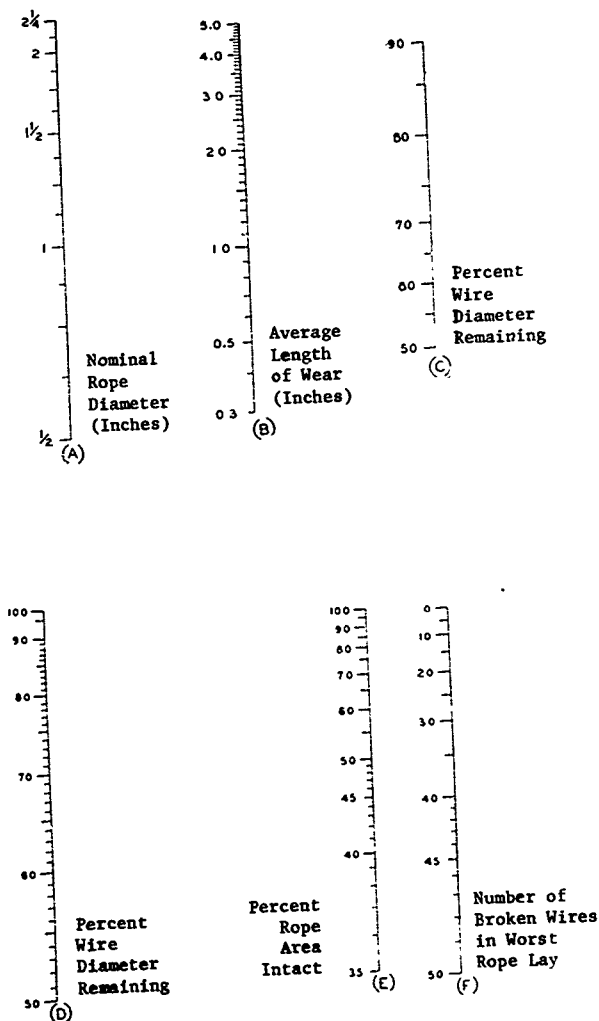 2¼
2
1½
1
½
(A)
Nominal
Rope
Diameter
(Inches)
5.0
4.0
3.0
2.0
1.0
0.5
0.3
(B)
Average
Length
of Wear
(Inches)
90
80
70
60
50
(C)
Percent
Wire
Diameter
Remaining
100
90
80
70
60
50
(D)
Percent
Wire
Diameter
Remaining
100
90
80
70
60
50
45
40
35
(E)
Percent
Rope
Area
Intact
0
10
20
30
40
45
50
(F)
Number of
Broken Wires
in Worst
Rope Lay